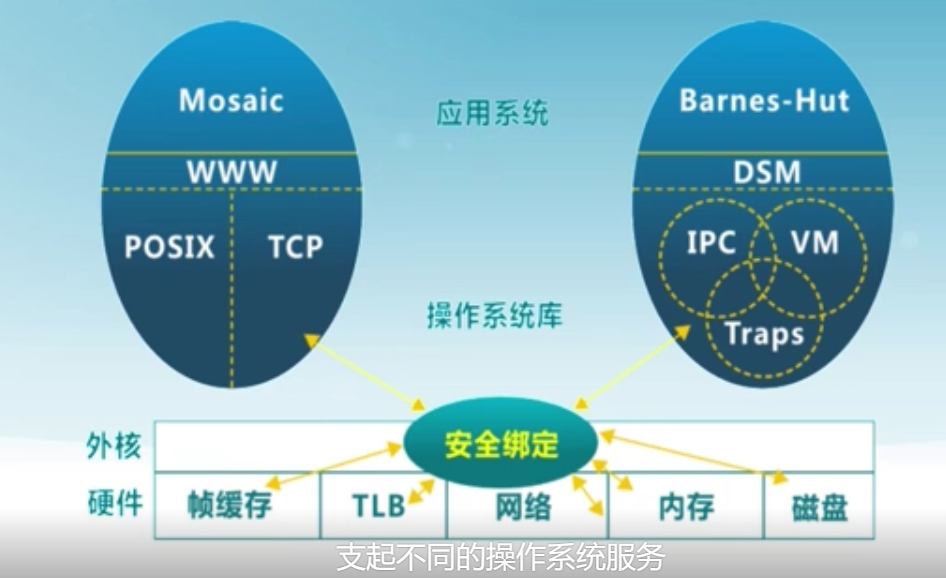 Mosaic
应用系统
Barnes-Hut
WWW
DSM
POSIX
TCP
IPC
VM
操作系统库
Traps
外核
安全绑定
硬件
帧缓存
TLB
网络
内存
磁盘
支起不同的操作系统服务